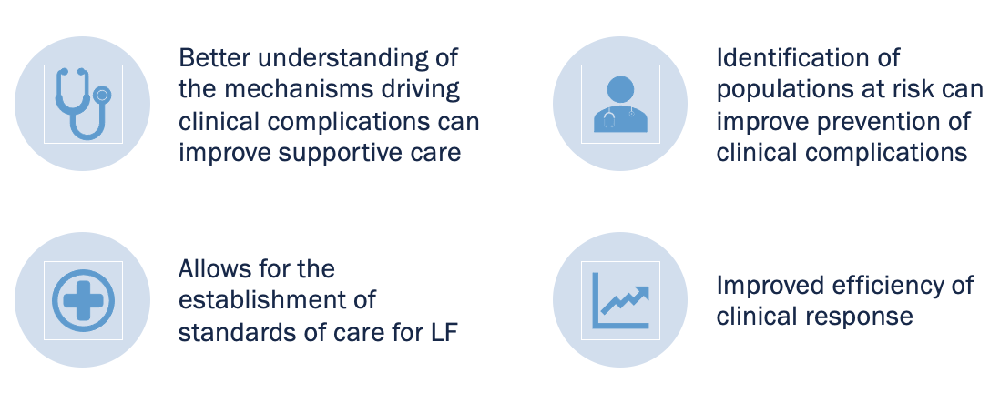 Better understanding of
the mechanisms driving
clinical complications can
improve supportive care
Identification of
populations at risk can
improve prevention of
clinical complications
Allows for the
establishment of
standards of care for LF
Improved efficiency of
clinical response